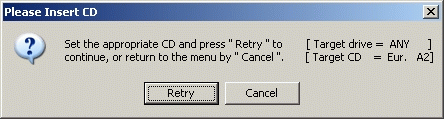 Please Insert CD
Set the appropriate CD and press " Retry " to [ Target drive = ANY ]
continue, or return to the menu by " Cancel ". [ Target CD = Eur. A2]
Retry Cancel